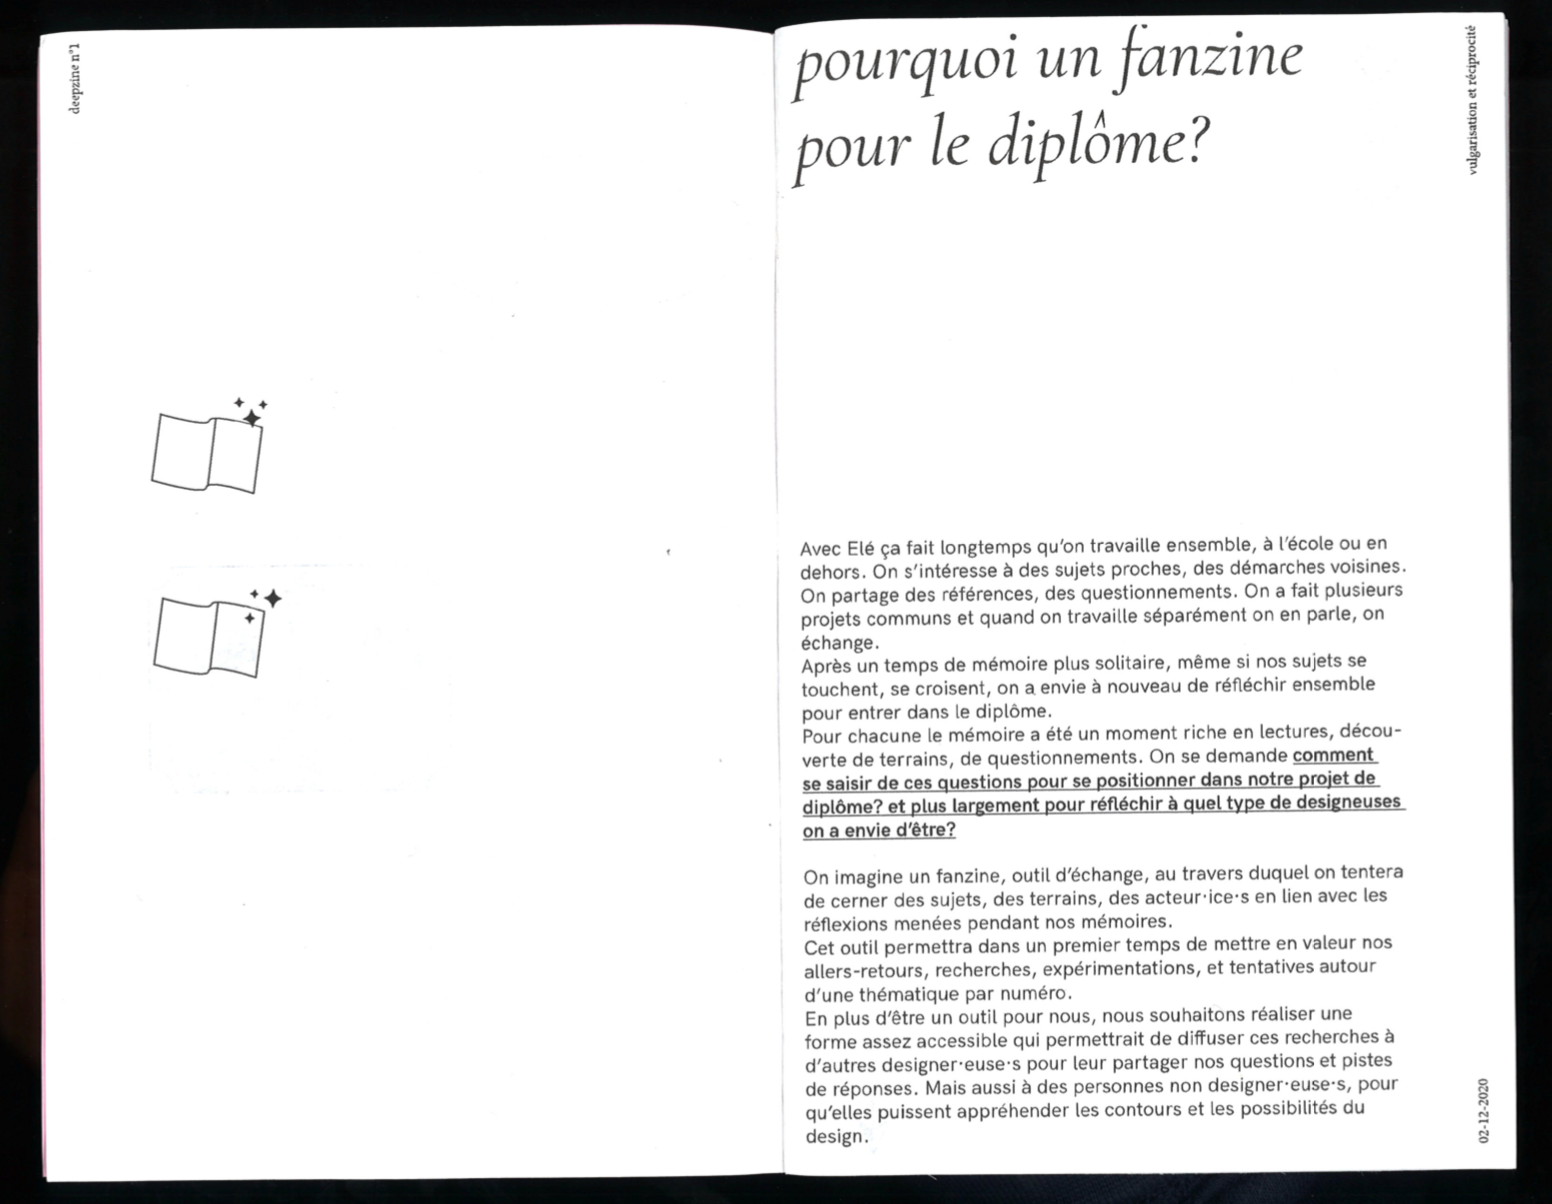 deepzine n°1
pourquoi un fanzine
pour le diplôme?
vulgarisation et réciprocité
Avec Elé ça fait longtemps qu'on travaille ensemble, à l'école ou en
dehors. On s'intéresse à des sujets proches, des démarches voisines.
On partage des références, des questionnements. On a fait plusieurs
projets communs et quand on travaille séparément on en parle, on
échange.
Après un temps de mémoire plus solitaire, même si nos sujets se
touchent, se croisent, on a envie à nouveau de réfléchir ensemble
pour entrer dans le diplôme.
Pour chacune le mémoire a été un moment riche en lectures, décou-
verte de terrains, de questionnements. On se demande comment
se saisir de ces questions pour se positionner dans notre projet de
diplôme? et plus largement pour réfléchir à quel type de designeuses
on a envie d'être?
On imagine un fanzine, outil d'échange, au travers duquel on tentera
de cerner des sujets, des terrains, des acteur·ice·s en lien avec les
réflexions menées pendant nos mémoires.
Cet outil permettra dans un premier temps de mettre en valeur nos
allers-retours, recherches, expérimentations, et tentatives autour
d'une thématique par numéro.
En plus d'être un outil pour nous, nous souhaitons réaliser une
forme assez accessible qui permettrait de diffuser ces recherches à
d'autres designer·euse·s pour leur partager nos questions et pistes
de réponses. Mais aussi à des personnes non designer·euse·s, pour
qu'elles puissent appréhender les contours et les possibilités du
design.
02-12-2020